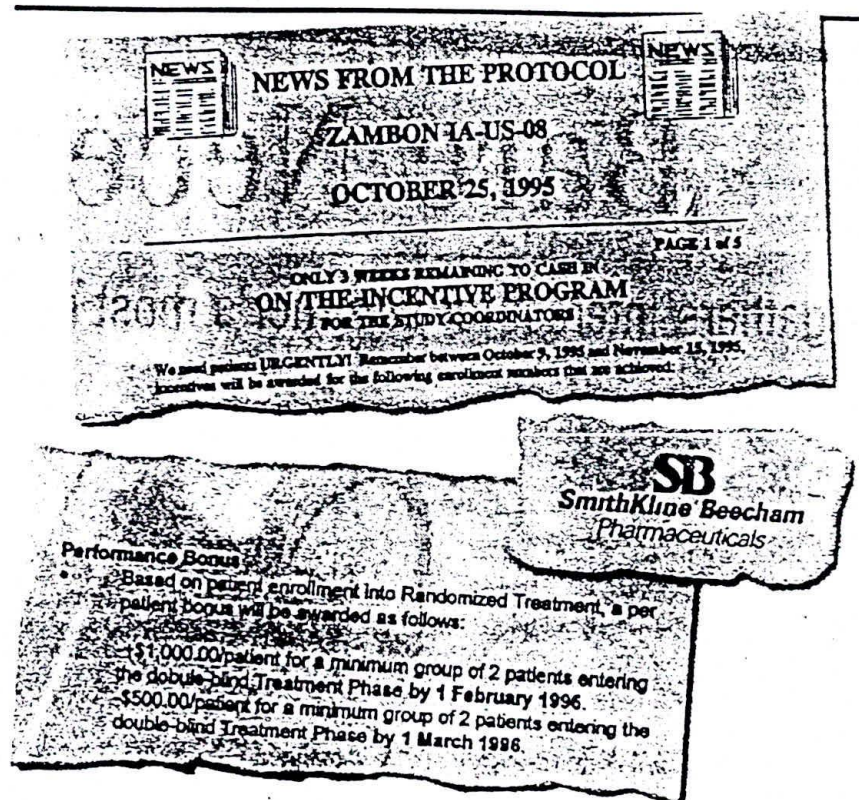 NEWS
NEWS
NEWS FROM THE PROTOCOL
ZAMBON IA-US-08
OCTOBER 25, 1995
PAGE 1 of 5
ONLY 3 WEEKS REMAINING TO CASH IN
ON THE INCENTIVE PROGRAM
FOR THE STUDY COORDINATORS
We need patients URGENTLY! Remember between October 9, 1995 and November 15, 1995,
incentives will be awarded for the following enrollment numbers that are achieved:
SB
SmithKline Beecham
Pharmaceuticals
Performance Bonus
Based on patient enrollment into Randomized Treatment, a per
patient bonus will be awarded as follows:
$1,000.00/patient for a minimum group of 2 patients entering
the dobule-blind Treatment Phase by 1 February 1996.
$500.00/patient for a minimum group of 2 patients entering the
double-blind Treatment Phase by 1 March 1996.